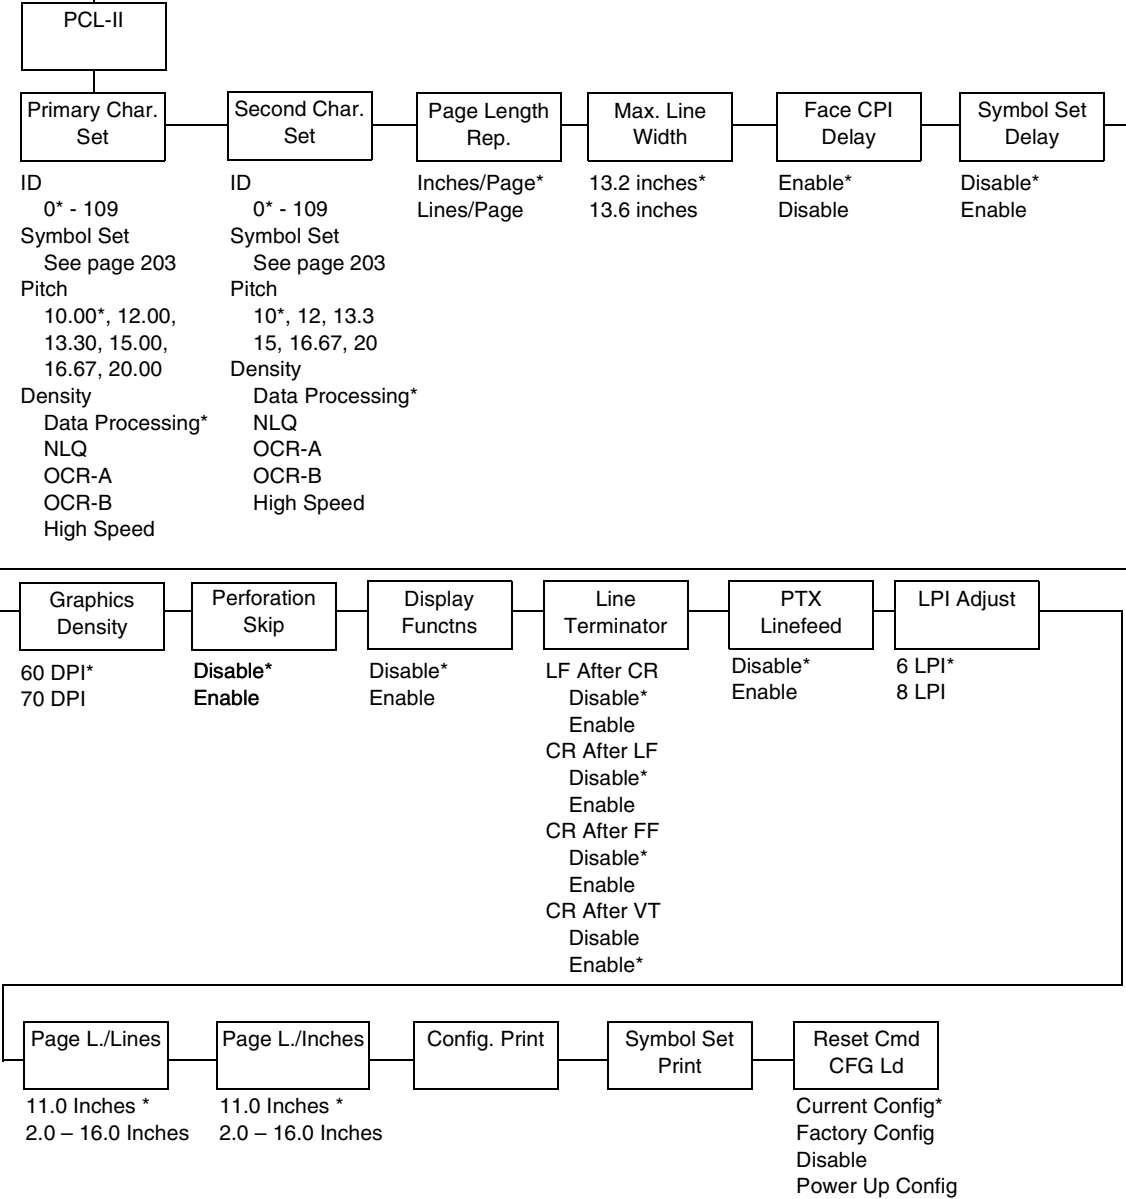 PCL-II
Primary Char.
Set
ID
0* - 109
Symbol Set
See page 203
Pitch
10.00*, 12.00,
13.30, 15.00,
16.67, 20.00
Density
Data Processing*
NLQ
OCR-A
OCR-B
High Speed
Second Char.
Set
ID
0* - 109
Symbol Set
See page 203
Pitch
10*, 12, 13.3
15, 16.67, 20
Density
Data Processing*
NLQ
OCR-A
OCR-B
High Speed
Page Length
Rep.
Inches/Page*
Lines/Page
Max. Line
Width
13.2 inches*
13.6 inches
Face CPI
Delay
Enable*
Disable
Symbol Set
Delay
Disable*
Enable
Graphics
Density
60 DPI*
70 DPI
Perforation
Skip
Disable*
Enable
Display
Functns
Disable*
Enable
Line
Terminator
LF After CR
Disable*
Enable
CR After LF
Disable*
Enable
CR After FF
Disable*
Enable
CR After VT
Disable
Enable*
PTX
Linefeed
Disable*
Enable
LPI Adjust
6 LPI*
8 LPI
Page L./Lines
11.0 Inches *
2.0 – 16.0 Inches
Page L./Inches
11.0 Inches *
2.0 – 16.0 Inches
Config. Print
Symbol Set
Print
Reset Cmd
CFG Ld
Current Config*
Factory Config
Disable
Power Up Config